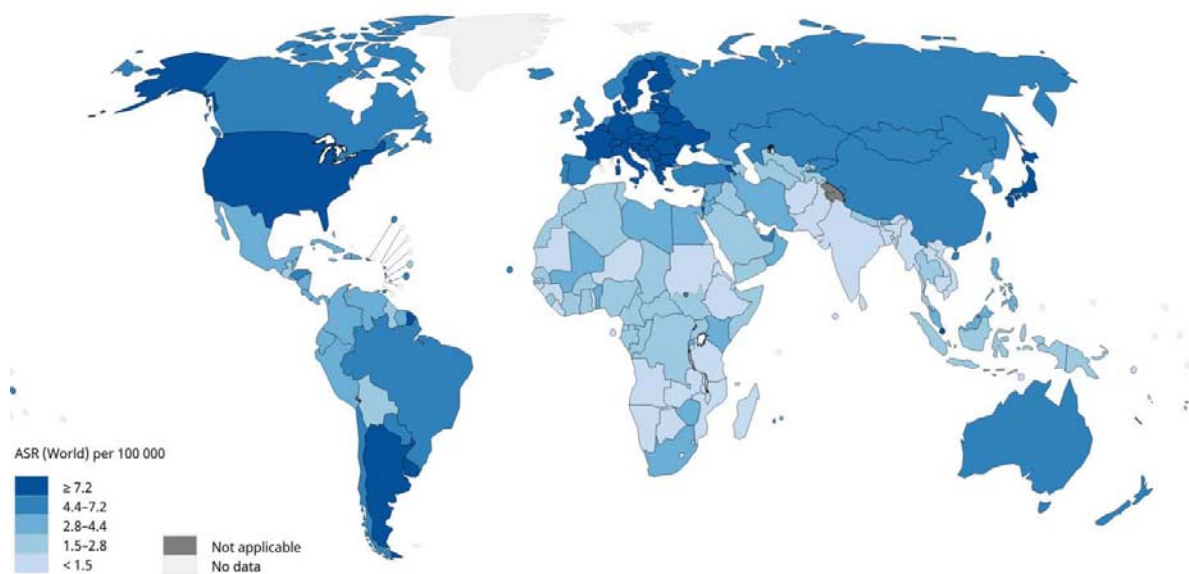 ASR (World) per 100 000
≥ 7.2
4.4–7.2
2.8–4.4
1.5–2.8
< 1.5
Not applicable
No data